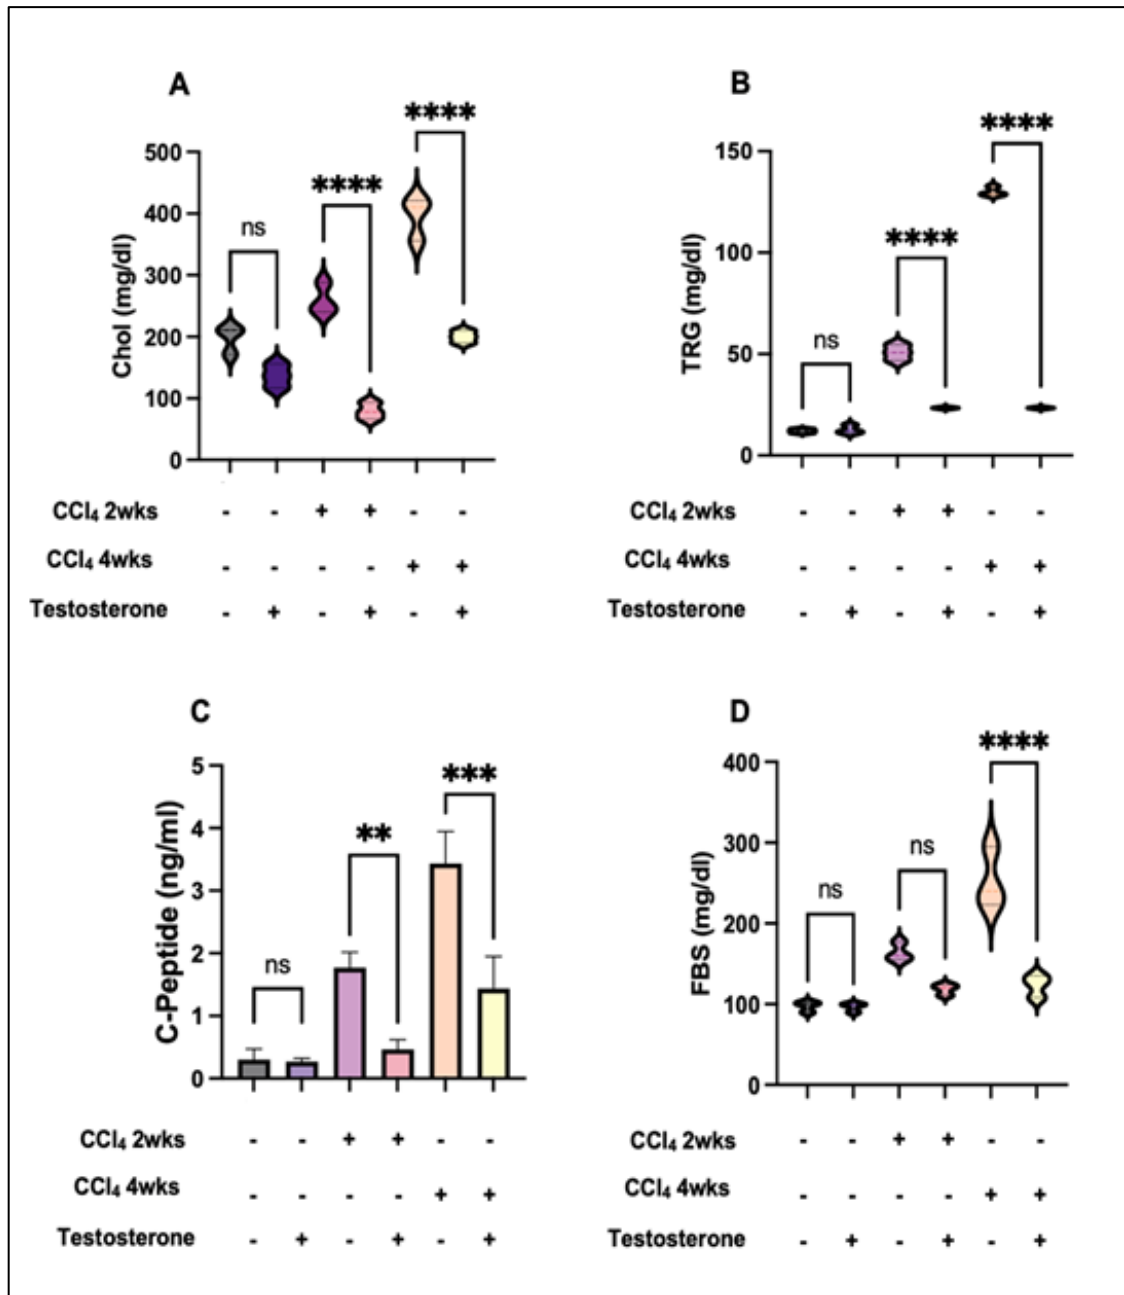 A
Chol (mg/dl)
500
400
300
200
100
0
ns
****
****
CCl₄ 2wks - - + + - -
CCl₄ 4wks - - - - + +
Testosterone - + - + - +
B
TRG (mg/dl)
150
100
50
0
ns
****
****
CCl₄ 2wks - - + + - -
CCl₄ 4wks - - - - + +
Testosterone - + - + - +
C
C-Peptide (ng/ml)
5
4
3
2
1
0
ns
**
***
CCl₄ 2wks - - + + - -
CCl₄ 4wks - - - - + +
Testosterone - + - + - +
D
FBS (mg/dl)
400
300
200
100
0
ns
ns
****
CCl₄ 2wks - - + + - -
CCl₄ 4wks - - - - + +
Testosterone - + - + - +